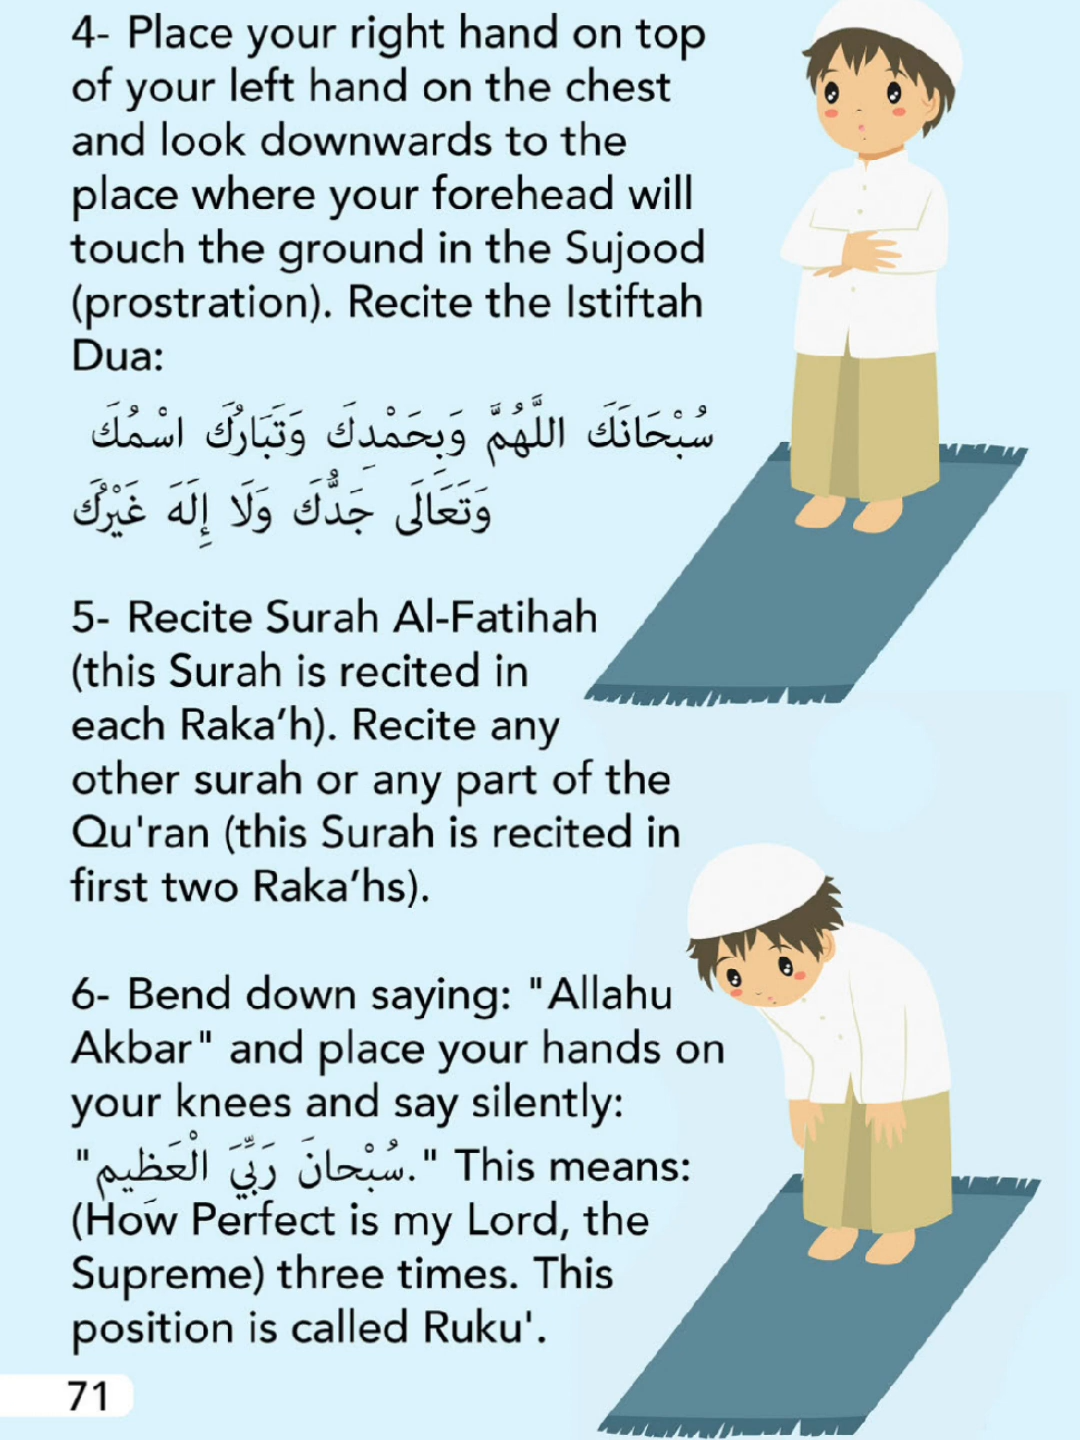 4- Place your right hand on top
of your left hand on the chest
and look downwards to the
place where your forehead will
touch the ground in the Sujood
(prostration). Recite the Istiftah
Dua:
سُبْحَانَكَ اللَّهُمَّ وَبِحَمْدِكَ وَتَبَارَكَ اسْمُكَ
وَتَعَالَى جَدُّكَ وَلَا إِلَهَ غَيْرُكَ
5- Recite Surah Al-Fatihah
(this Surah is recited in
each Raka’h). Recite any
other surah or any part of the
Qu'ran (this Surah is recited in
first two Raka’hs).
6- Bend down saying: "Allahu
Akbar" and place your hands on
your knees and say silently:
"سُبْحانَ رَبِّيَ الْعَظِيمِ." This means:
(How Perfect is my Lord, the
Supreme) three times. This
position is called Ruku'.
71